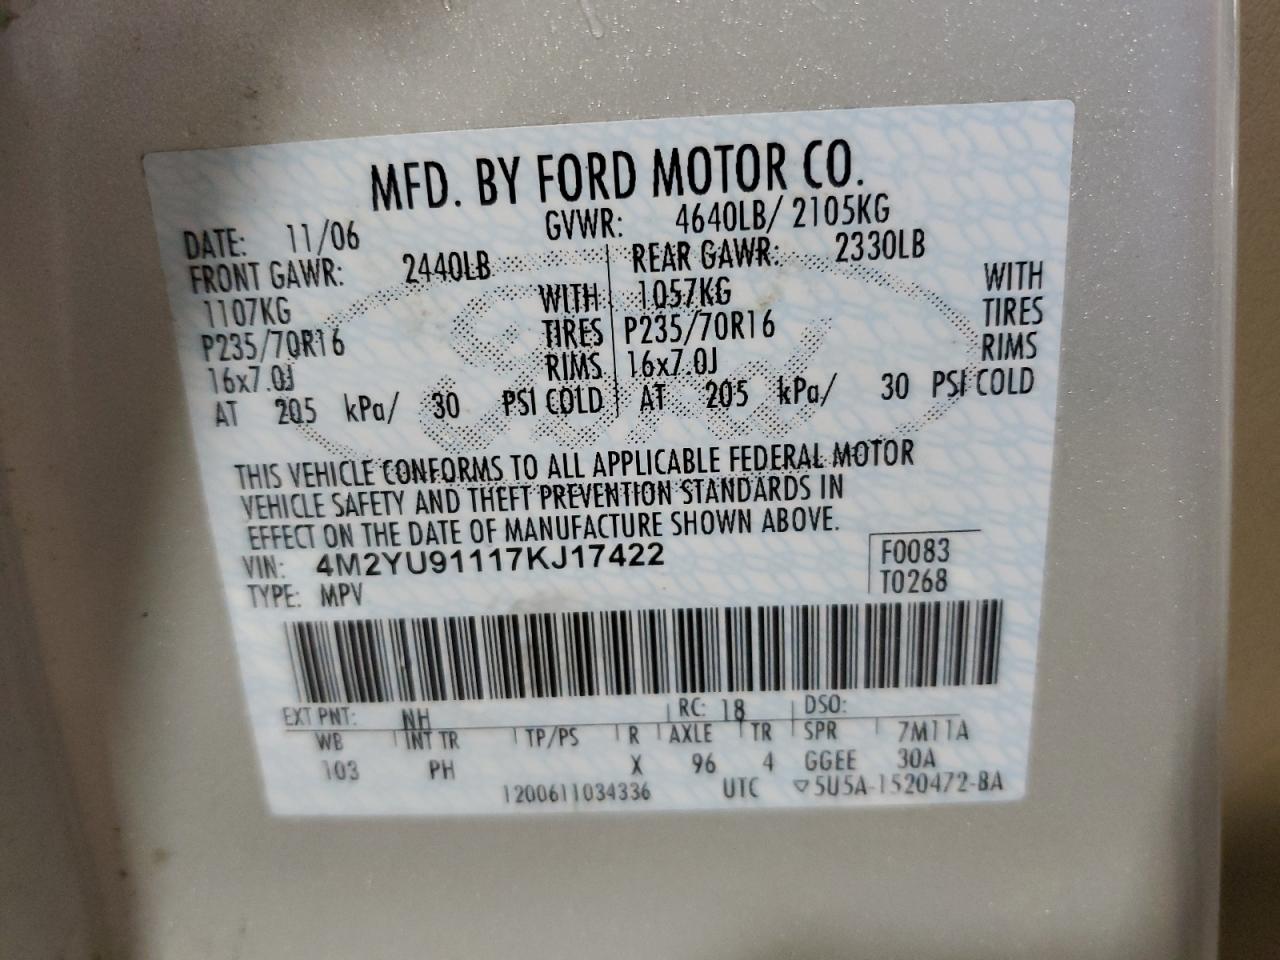 MFD. BY FORD MOTOR CO.
DATE: 11/06 GVWR: 4640LB/ 2105KG
FRONT GAWR: 2440LB REAR GAWR: 2330LB
1107KG WITH 1057KG WITH
P235/70R16 TIRES P235/70R16 TIRES
16x7.0J RIMS 16x7.0J RIMS
AT 205 kPa/ 30 PSI COLD AT 205 kPa/ 30 PSI COLD
THIS VEHICLE CONFORMS TO ALL APPLICABLE FEDERAL MOTOR
VEHICLE SAFETY AND THEFT PREVENTION STANDARDS IN
EFFECT ON THE DATE OF MANUFACTURE SHOWN ABOVE.
VIN: 4M2YU91117KJ17422 F0083
TYPE: MPV T0268
EXT PNT: NH RC: 18 DSO:
WB INT TR TP/PS R AXLE TR SPR 7M11A
103 PH X 96 4 GGEE 30A
1200611034336 UTC ▽5U5A-1520472-BA